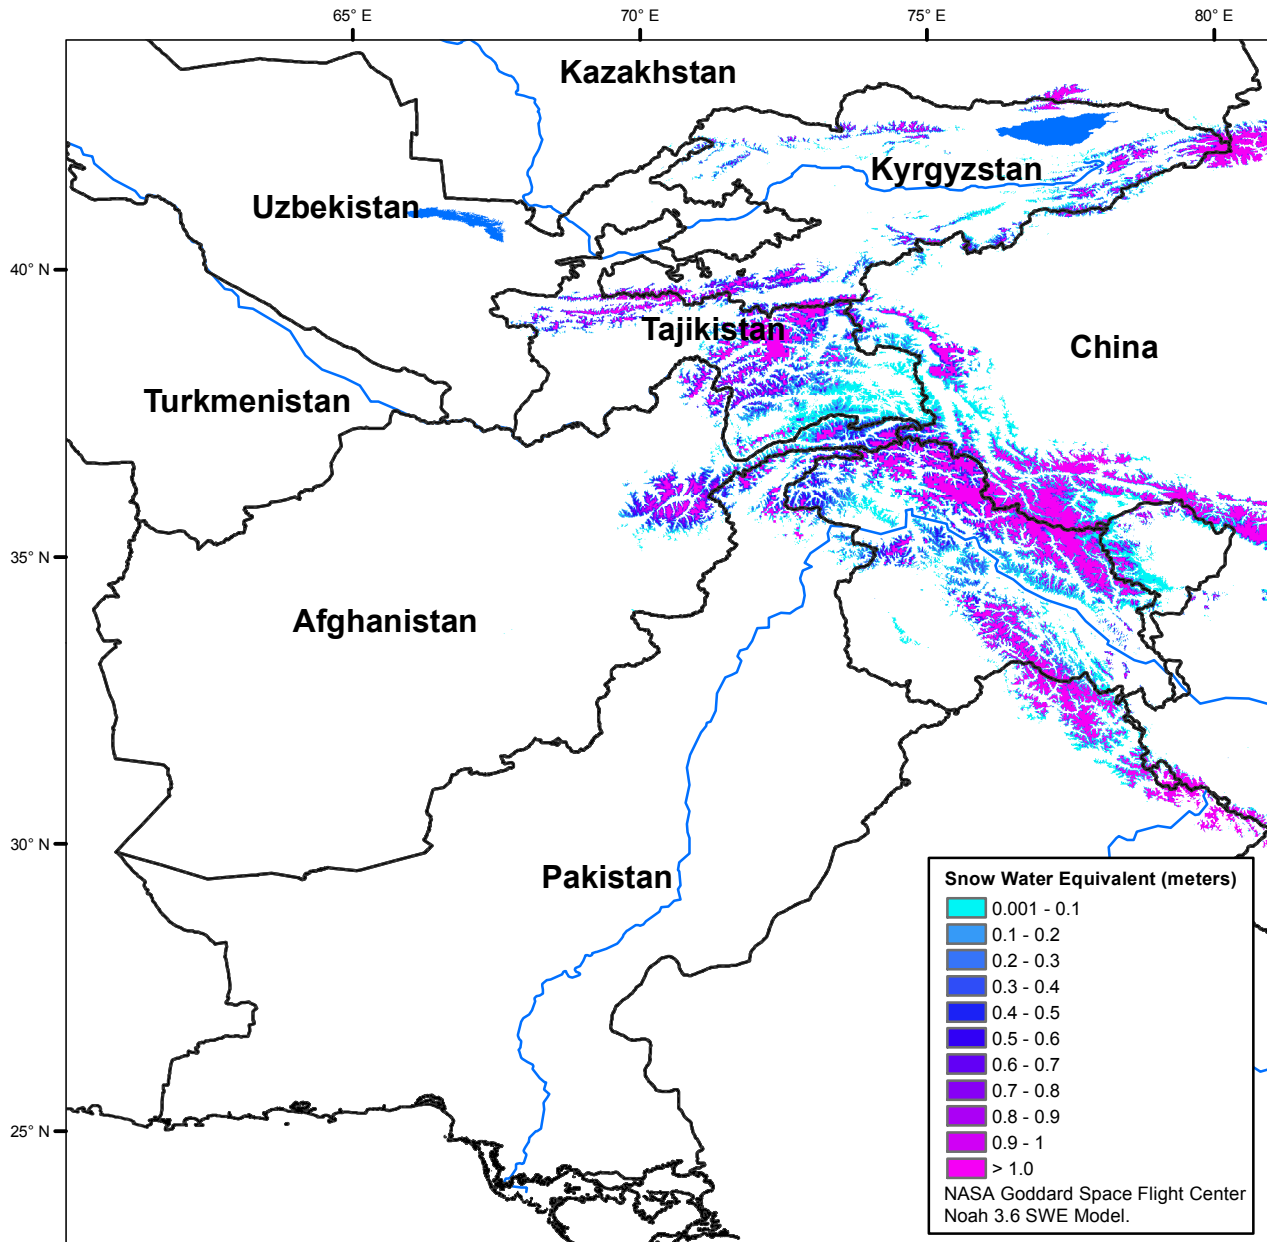 65° E
70° E
75° E
80° E
Kazakhstan
Kyrgyzstan
Uzbekistan
40° N
Tajikistan
China
Turkmenistan
35° N
Afghanistan
30° N
Pakistan
25° N
Snow Water Equivalent (meters)
0.001 - 0.1
0.1 - 0.2
0.2 - 0.3
0.3 - 0.4
0.4 - 0.5
0.5 - 0.6
0.6 - 0.7
0.7 - 0.8
0.8 - 0.9
0.9 - 1
> 1.0
NASA Goddard Space Flight Center
Noah 3.6 SWE Model.